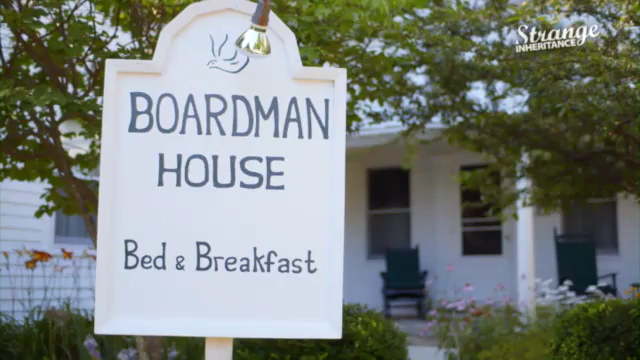 Strange
INHERITANCE
BOARDMAN
HOUSE
Bed & Breakfast